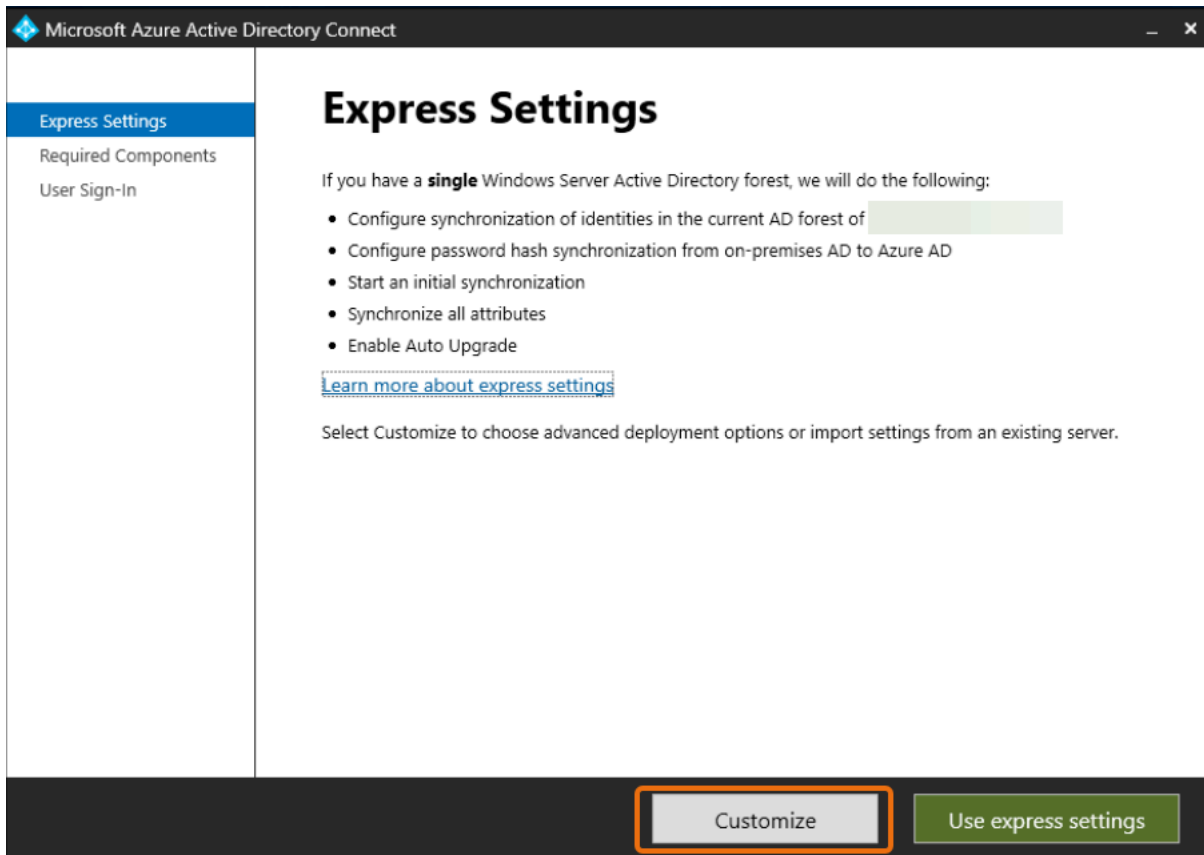 Microsoft Azure Active Directory Connect
Express Settings
Required Components
User Sign-In
Express Settings
If you have a single Windows Server Active Directory forest, we will do the following:
• Configure synchronization of identities in the current AD forest of
• Configure password hash synchronization from on-premises AD to Azure AD
• Start an initial synchronization
• Synchronize all attributes
• Enable Auto Upgrade
Learn more about express settings
Select Customize to choose advanced deployment options or import settings from an existing server.
Customize
Use express settings